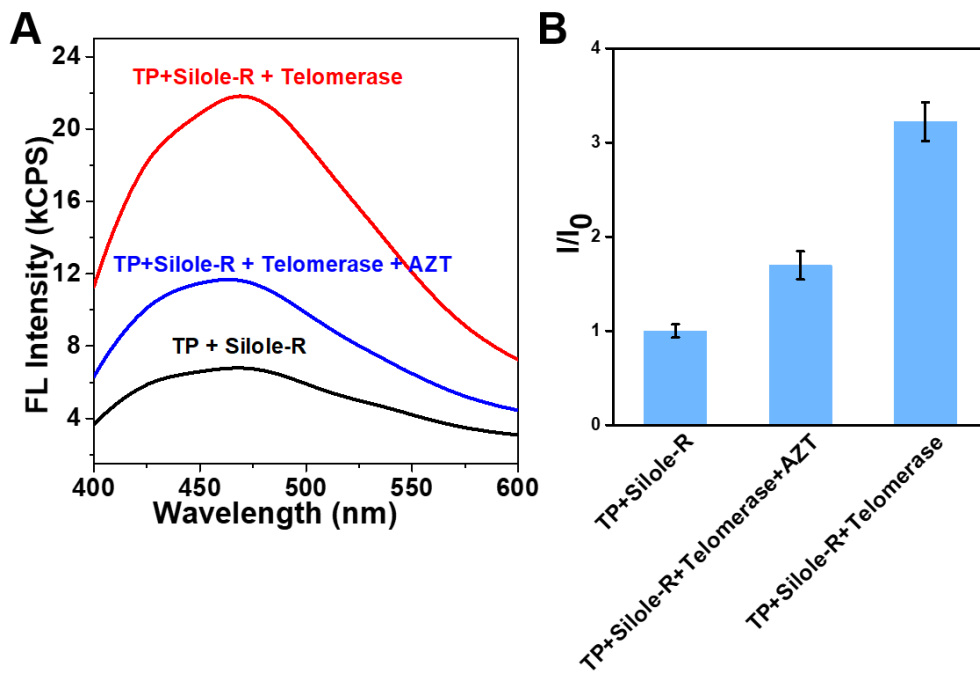 A
FL Intensity (kCPS)
24
20
16
12
8
4
TP+Silole-R + Telomerase
TP+Silole-R + Telomerase + AZT
TP + Silole-R
400 450 500 550 600
Wavelength (nm)
B
I/I0
4
3
2
1
0
TP+Silole-R
TP+Silole-R+Telomerase+AZT
TP+Silole-R+Telomerase